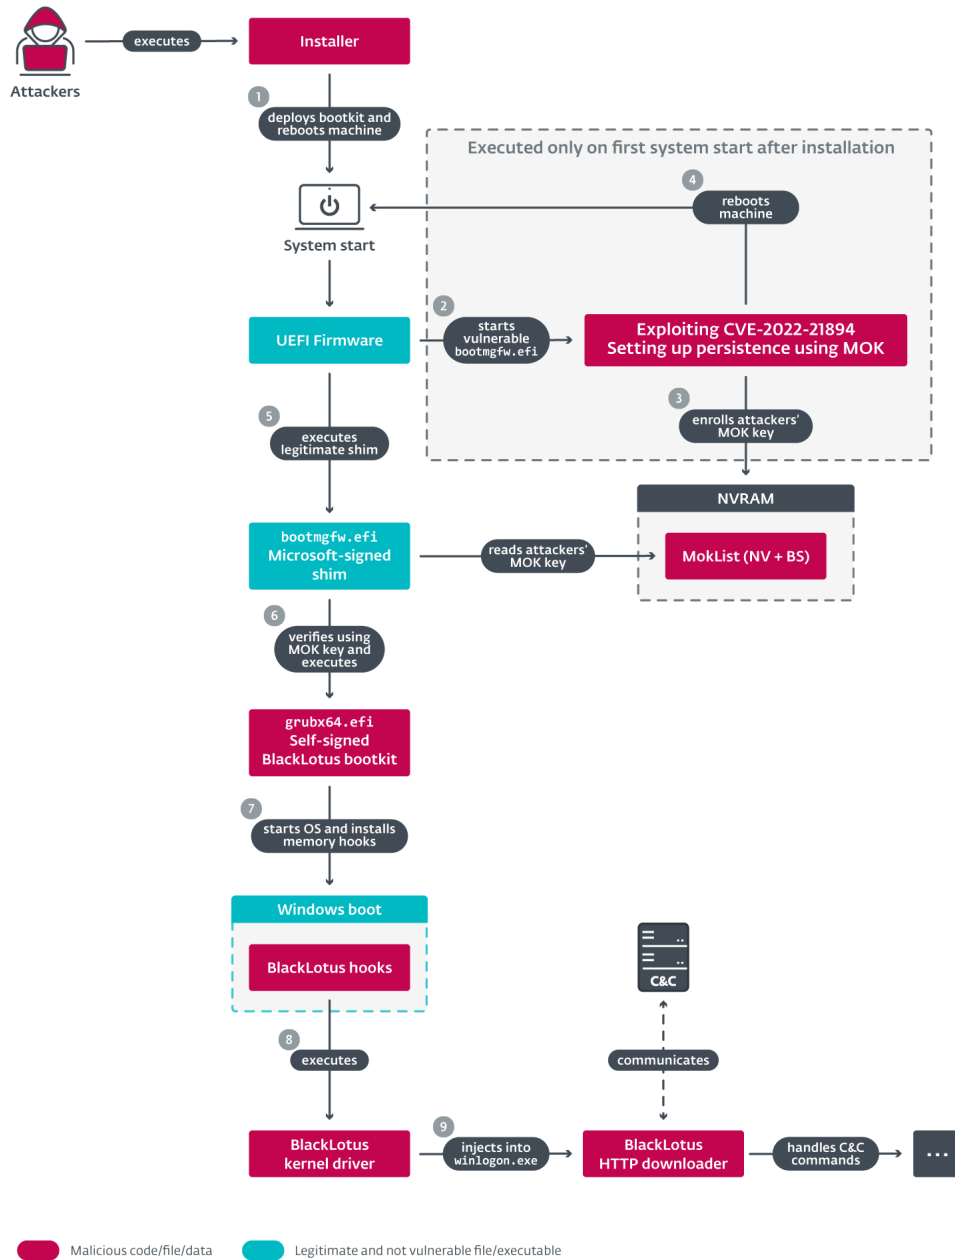 executes
Installer
Attackers
1
deploys bootkit and
reboots machine
Executed only on first system start after installation
4
reboots
machine
System start
2
starts
vulnerable
bootmgfw.efi
UEFI Firmware
Exploiting CVE-2022-21894
Setting up persistence using MOK
3
enrolls attackers'
MOK key
5
executes
legitimate shim
NVRAM
bootmgfw.efi
Microsoft-signed
shim
reads attackers'
MOK key
MokList (NV + BS)
6
verifies using
MOK key and
executes
grubx64.efi
Self-signed
BlackLotus bootkit
7
starts OS and installs
memory hooks
Windows boot
BlackLotus hooks
C&C
8
executes
communicates
9
BlackLotus
kernel driver
injects into
winlogon.exe
BlackLotus
HTTP downloader
handles C&C
commands
...
Malicious code/file/data
Legitimate and not vulnerable file/executable